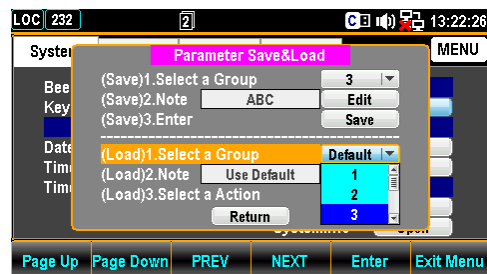 LOC 232 2 C 13:22:26
System Parameter Save&Load MENU
Bee (Save)1.Select a Group 3
Key (Save)2.Note ABC Edit
(Save)3.Enter Save
Date (Load)1.Select a Group Default
Tim (Load)2.Note Use Default 1
Tim (Load)3.Select a Action 2
Return 3
Page Up Page Down PREV NEXT Enter Exit Menu